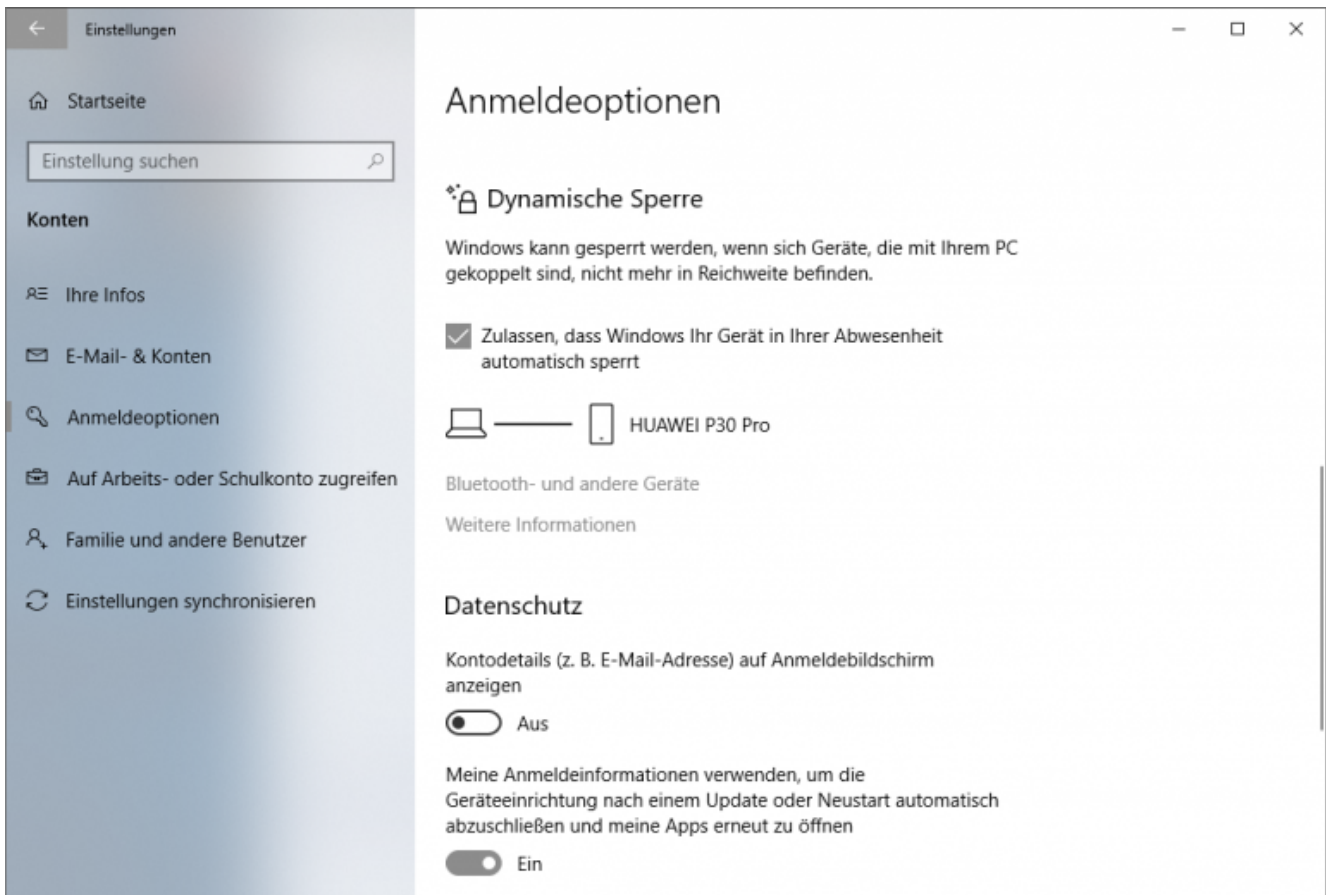 Einstellungen
Startseite
Einstellung suchen
Konten
Ihre Infos
E-Mail- & Konten
Anmeldeoptionen
Auf Arbeits- oder Schulkonto zugreifen
Familie und andere Benutzer
Einstellungen synchronisieren
Anmeldeoptionen
Dynamische Sperre
Windows kann gesperrt werden, wenn sich Geräte, die mit Ihrem PC
gekoppelt sind, nicht mehr in Reichweite befinden.
Zulassen, dass Windows Ihr Gerät in Ihrer Abwesenheit
automatisch sperrt
HUAWEI P30 Pro
Bluetooth- und andere Geräte
Weitere Informationen
Datenschutz
Kontodetails (z. B. E-Mail-Adresse) auf Anmeldebildschirm
anzeigen
Aus
Meine Anmeldeinformationen verwenden, um die
Geräteeinrichtung nach einem Update oder Neustart automatisch
abzuschließen und meine Apps erneut zu öffnen
Ein